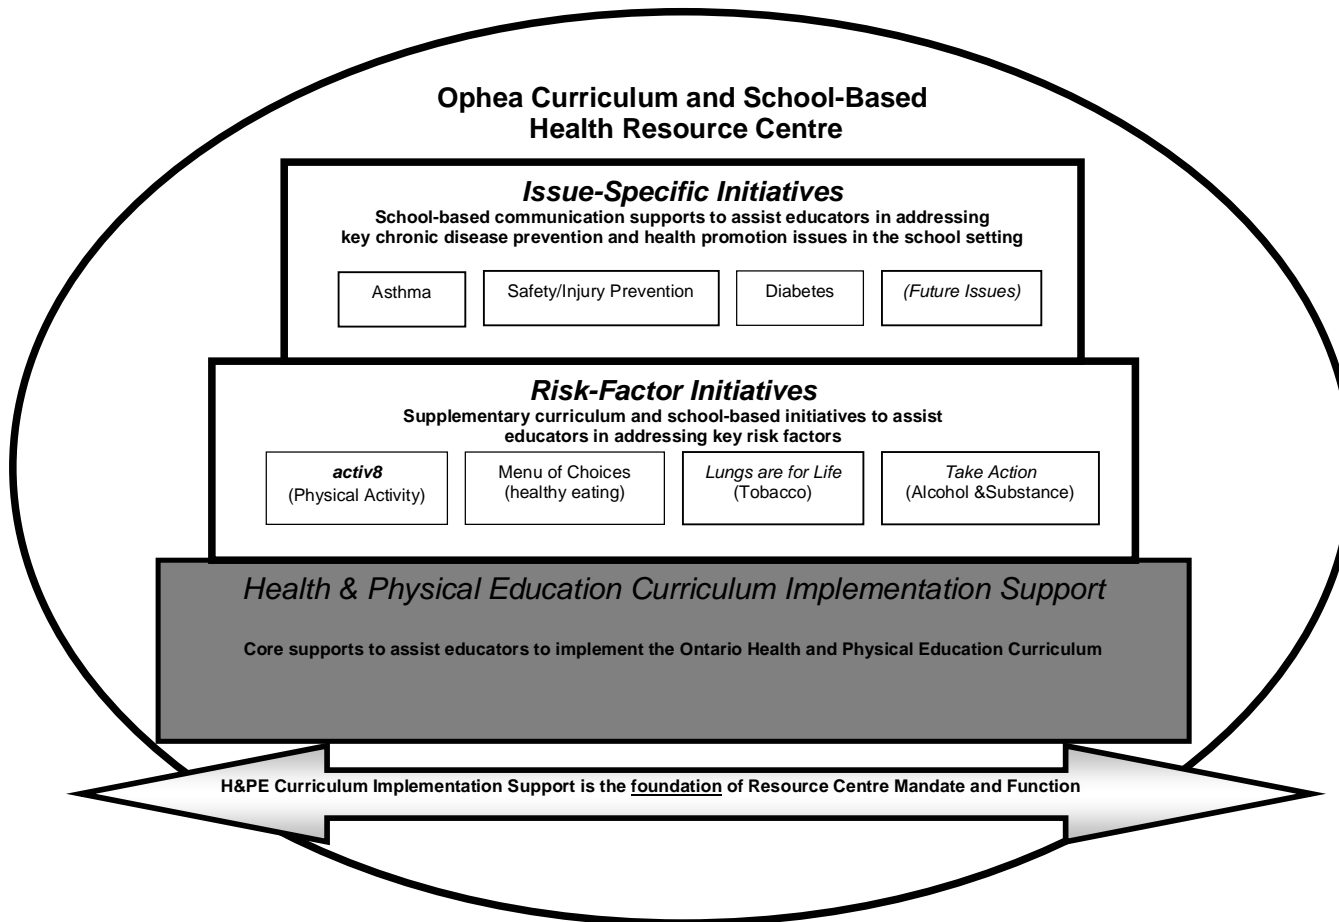 Ophea Curriculum and School-Based
Health Resource Centre
Issue-Specific Initiatives
School-based communication supports to assist educators in addressing
key chronic disease prevention and health promotion issues in the school setting
Asthma
Safety/Injury Prevention
Diabetes
(Future Issues)
Risk-Factor Initiatives
Supplementary curriculum and school-based initiatives to assist
educators in addressing key risk factors
activ8
(Physical Activity)
Menu of Choices
(healthy eating)
Lungs are for Life
(Tobacco)
Take Action
(Alcohol &Substance)
Health & Physical Education Curriculum Implementation Support
Core supports to assist educators to implement the Ontario Health and Physical Education Curriculum
H&PE Curriculum Implementation Support is the foundation of Resource Centre Mandate and Function